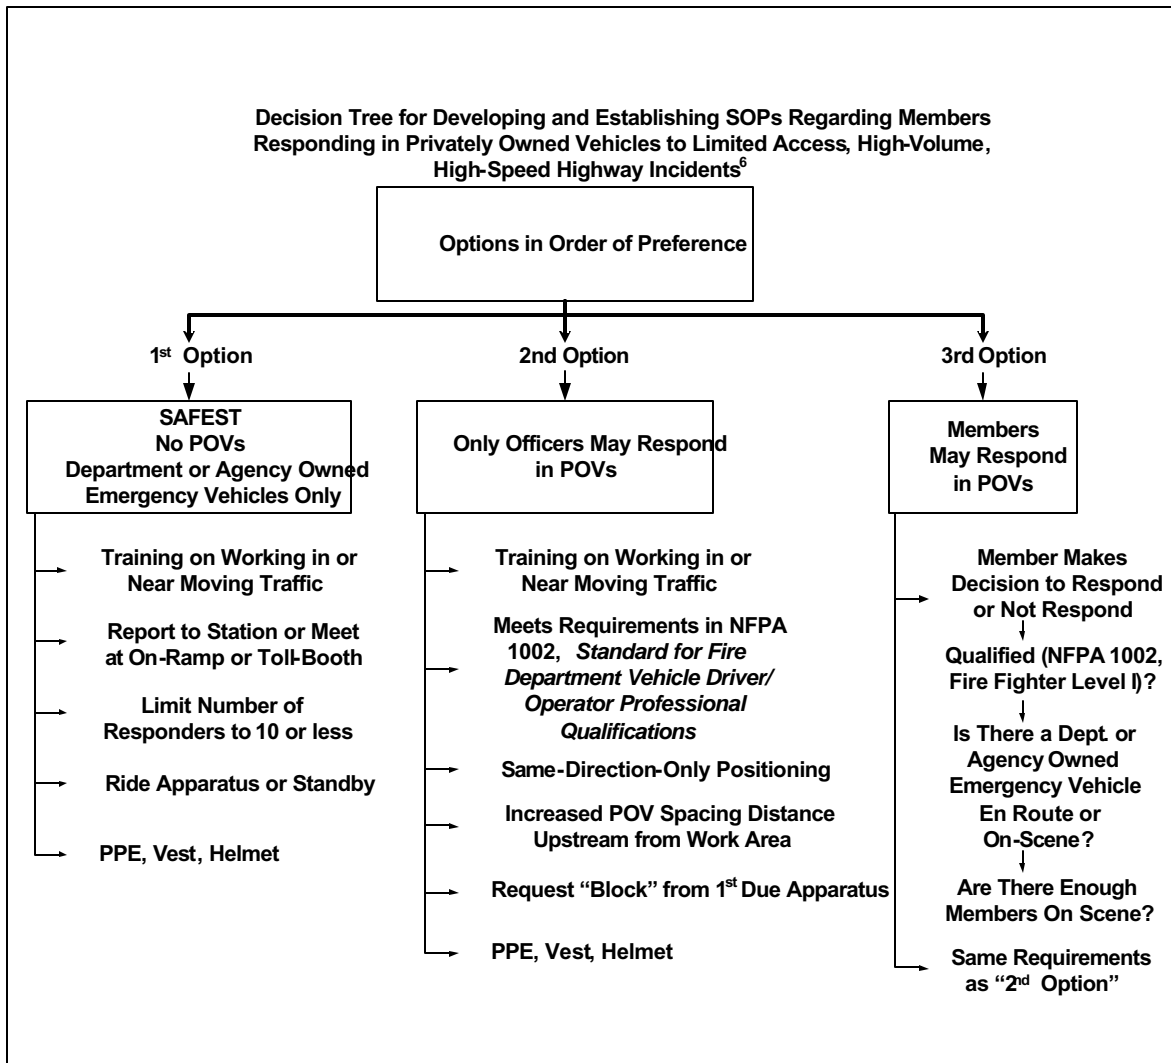 Decision Tree for Developing and Establishing SOPs Regarding Members
Responding in Privately Owned Vehicles to Limited Access, High-Volume,
High-Speed Highway Incidents6
Options in Order of Preference
1st Option
SAFEST
No POVs
Department or Agency Owned
Emergency Vehicles Only
Training on Working in or
Near Moving Traffic
Report to Station or Meet
at On-Ramp or Toll-Booth
Limit Number of
Responders to 10 or less
Ride Apparatus or Standby
PPE, Vest, Helmet
2nd Option
Only Officers May Respond
in POVs
Training on Working in or
Near Moving Traffic
Meets Requirements in NFPA
1002, Standard for Fire
Department Vehicle Driver/
Operator Professional
Qualifications
Same-Direction-Only Positioning
Increased POV Spacing Distance
Upstream from Work Area
Request “Block” from 1st Due Apparatus
PPE, Vest, Helmet
3rd Option
Members
May Respond
in POVs
Member Makes
Decision to Respond
or Not Respond
Qualified (NFPA 1002,
Fire Fighter Level I)?
Is There a Dept. or
Agency Owned
Emergency Vehicle
En Route or
On-Scene?
Are There Enough
Members On Scene?
Same Requirements
as “2nd Option”